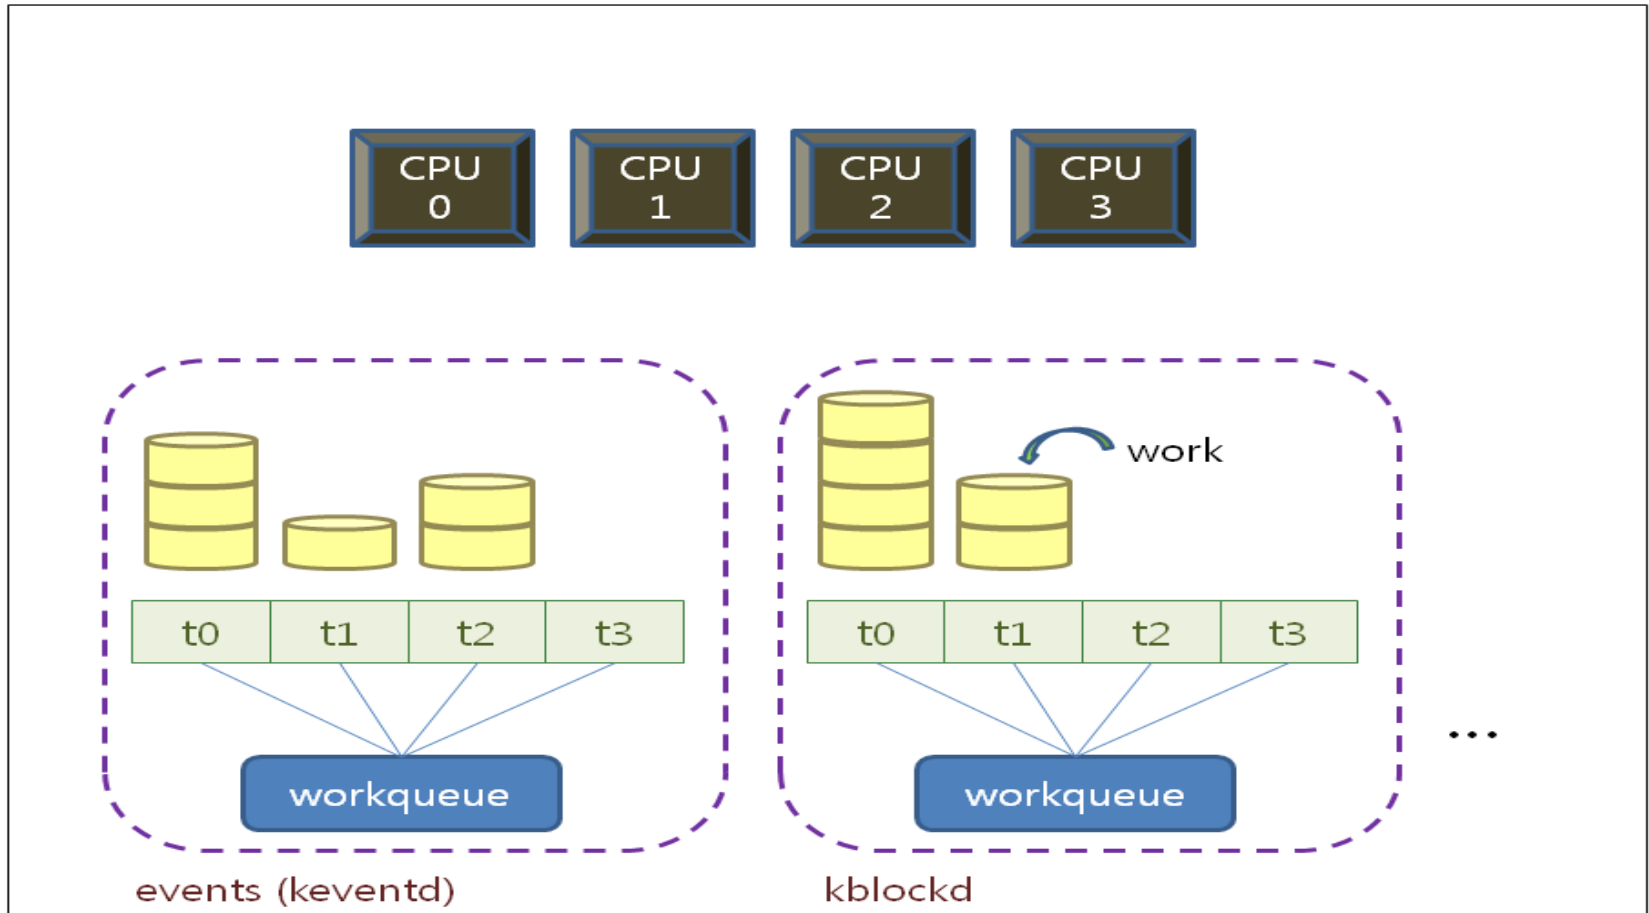 CPU 0
CPU 1
CPU 2
CPU 3
work
t0 t1 t2 t3
t0 t1 t2 t3
...
workqueue
workqueue
events (keventd)
kblockd